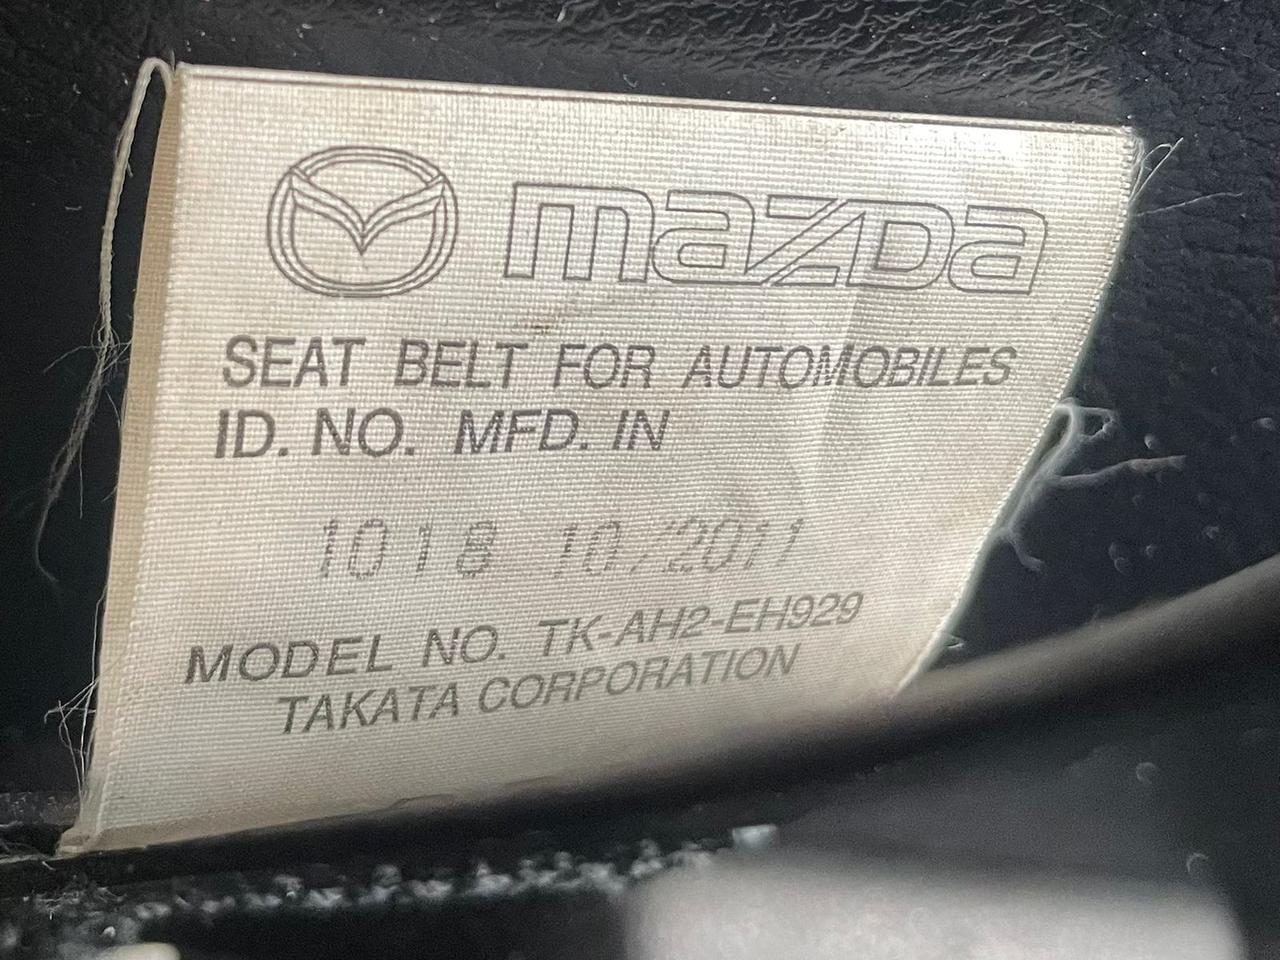 mazda
SEAT BELT FOR AUTOMOBILES
ID. NO. MFD. IN
1018 10/2011
MODEL NO. TK-AH2-EH929
TAKATA CORPORATION